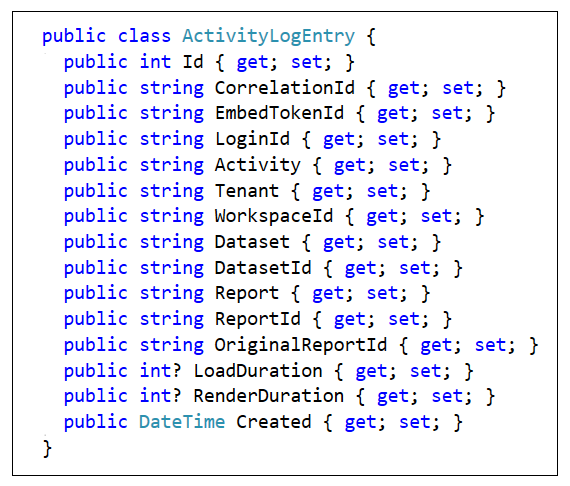 public class ActivityLogEntry {
  public int Id { get; set; }
  public string CorrelationId { get; set; }
  public string EmbedTokenId { get; set; }
  public string LoginId { get; set; }
  public string Activity { get; set; }
  public string Tenant { get; set; }
  public string WorkspaceId { get; set; }
  public string Dataset { get; set; }
  public string DatasetId { get; set; }
  public string Report { get; set; }
  public string ReportId { get; set; }
  public string OriginalReportId { get; set; }
  public int? LoadDuration { get; set; }
  public int? RenderDuration { get; set; }
  public DateTime Created { get; set; }
}